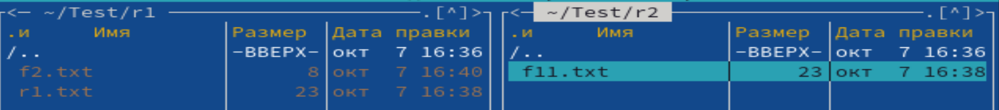 <— ~/Test/r1 .[^]>
.и Имя Размер Дата правки
/.. -ВВЕРХ- окт 7 16:36
f2.txt 8 окт 7 16:40
r1.txt 23 окт 7 16:38
<— ~/Test/r2 .[^]>
.и Имя Размер Дата правки
/.. -ВВЕРХ- окт 7 16:36
f11.txt 23 окт 7 16:38